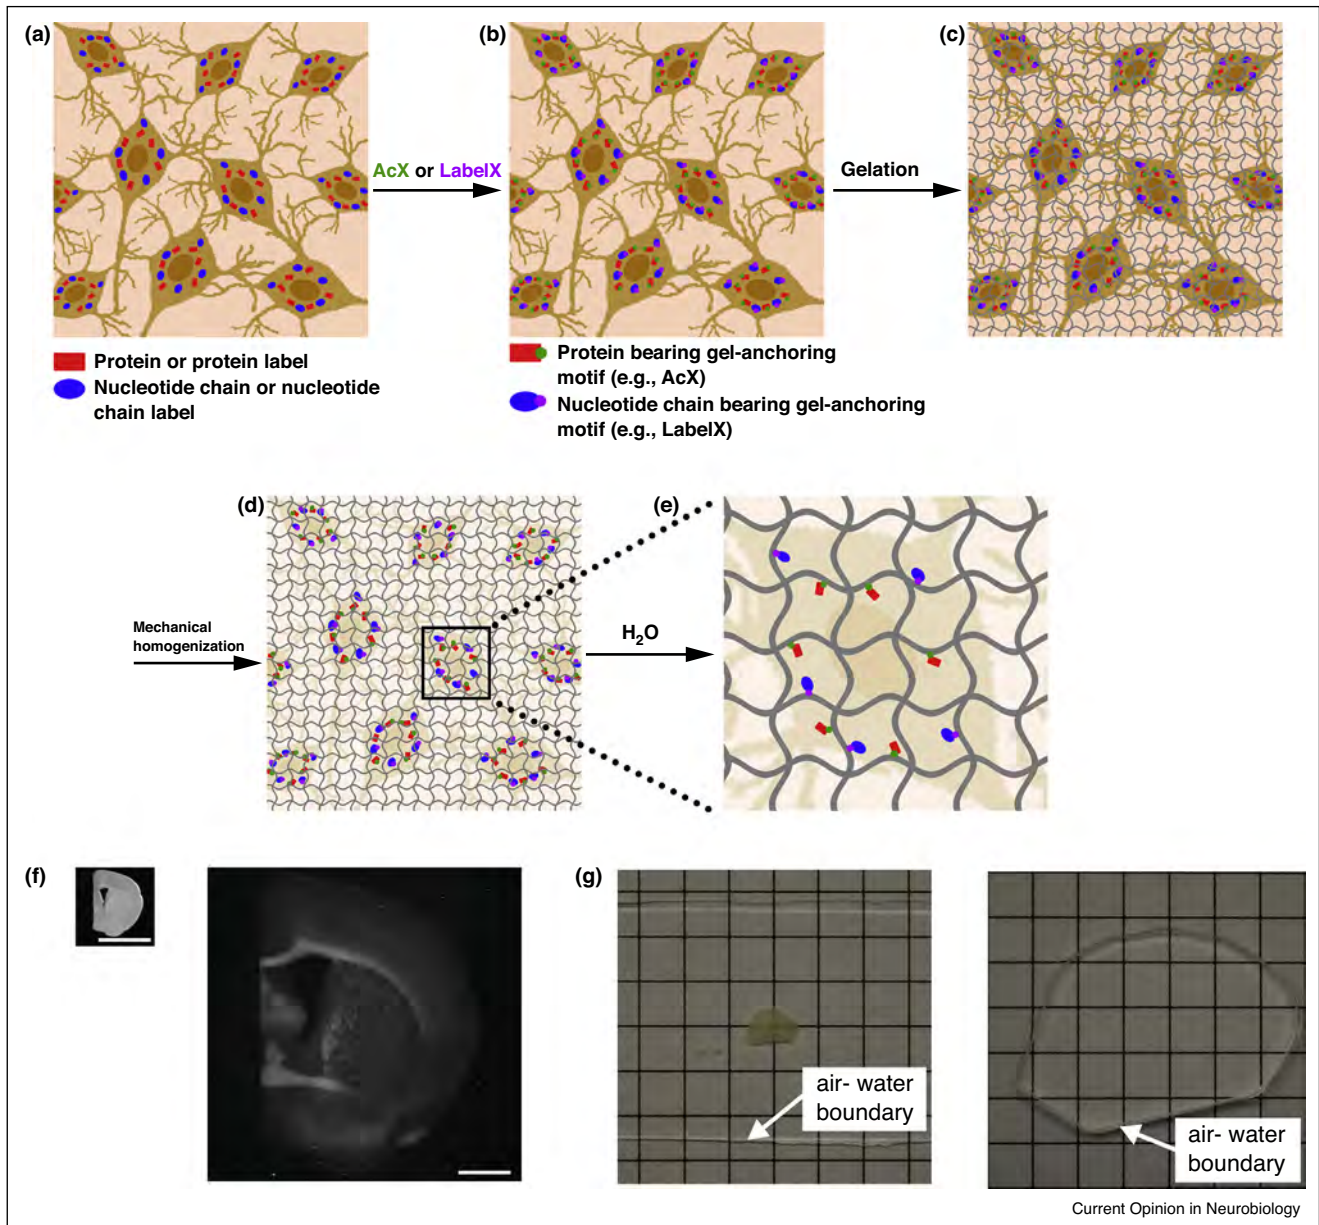 (a)
(b)
(c)
AcX or LabelX
Gelation
Protein or protein label
Nucleotide chain or nucleotide
chain label
Protein bearing gel-anchoring
motif (e.g., AcX)
Nucleotide chain bearing gel-anchoring
motif (e.g., LabelX)
(d)
(e)
Mechanical
homogenization
H₂O
(f)
(g)
air- water
boundary
air- water
boundary
Current Opinion in Neurobiology